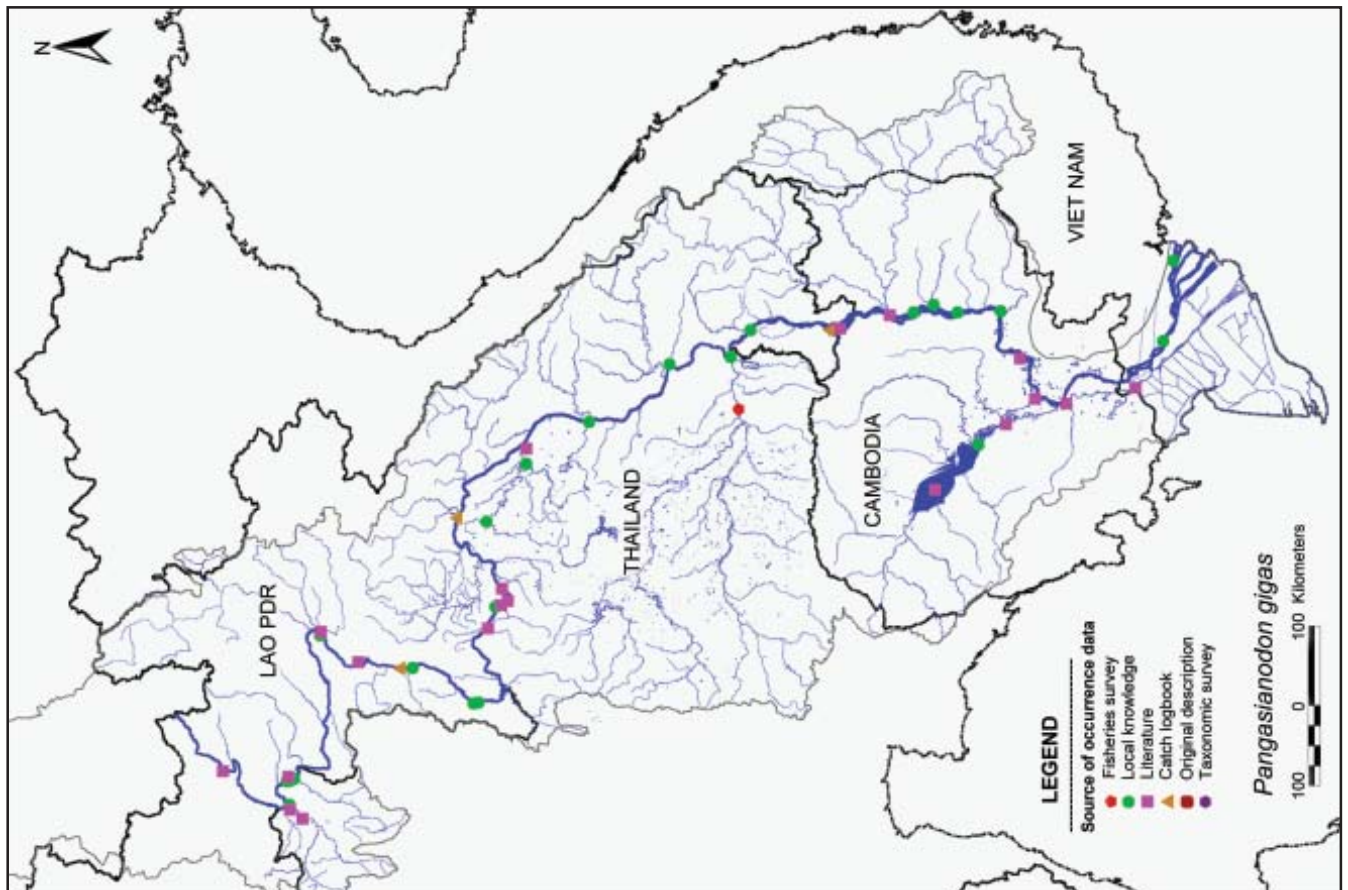 N
LAO PDR
THAILAND
CAMBODIA
VIET NAM
LEGEND
Source of occurrence data
Fisheries survey
Local knowledge
Literature
Catch logbook
Original description
Taxonomic survey
Pangasianodon gigas
100 0 100 Kilometers